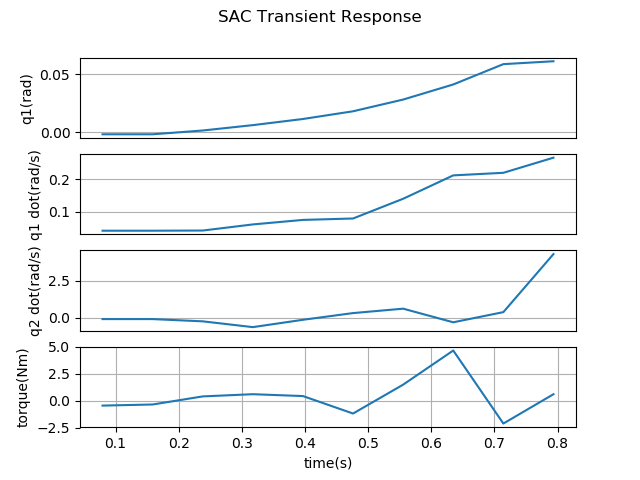 SAC Transient Response
q1(rad)
0.05
0.00
q1 dot(rad/s)
0.2
0.1
q2 dot(rad/s)
2.5
0.0
torque(Nm)
5.0
2.5
0.0
−2.5
0.1 0.2 0.3 0.4 0.5 0.6 0.7 0.8
time(s)